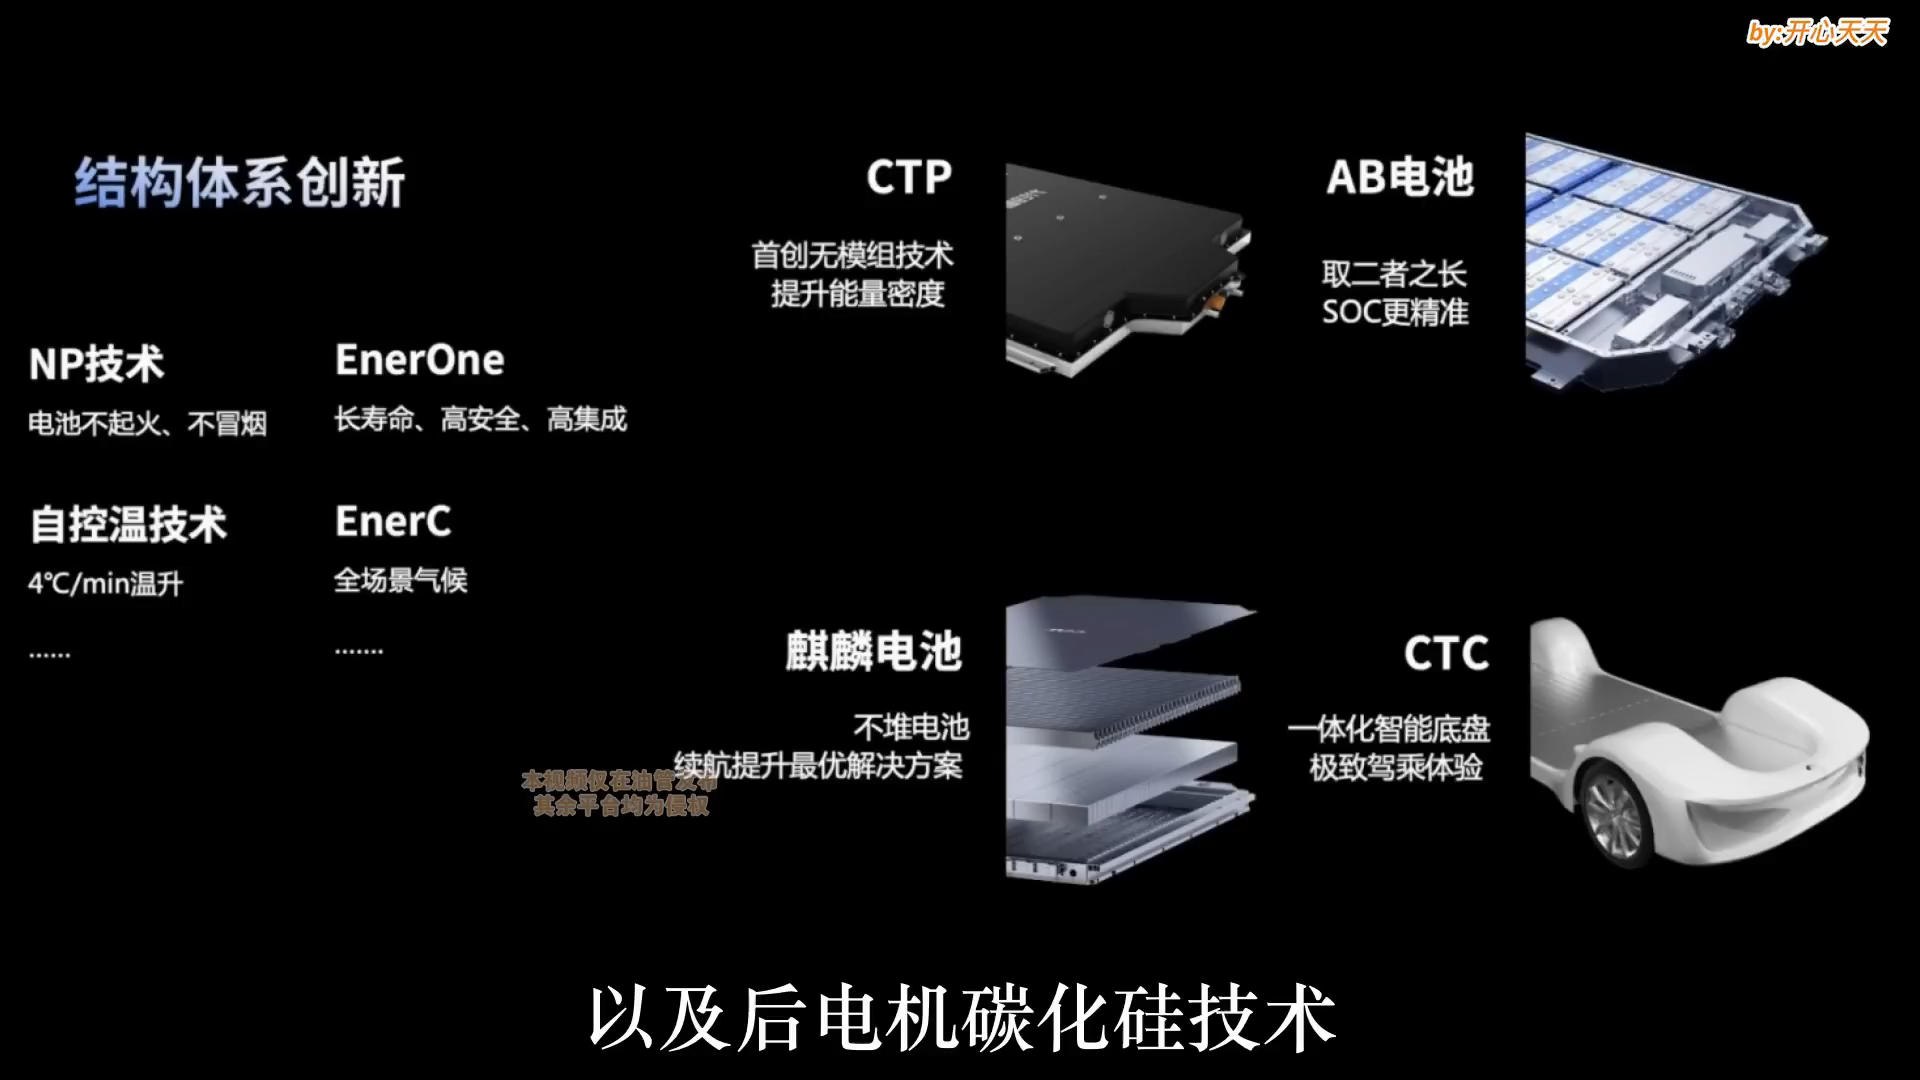 by:开心天天
结构体系创新
NP技术
电池不起火、不冒烟
EnerOne
长寿命、高安全、高集成
自控温技术
4℃/min温升
EnerC
全场景气候
......
.......
CTP
首创无模组技术
提升能量密度
AB电池
取二者之长
SOC更精准
麒麟电池
不堆电池
续航提升最优解决方案
CTC
一体化智能底盘
极致驾乘体验
本视频仅在油管发布
其余平台均为侵权
以及后电机碳化硅技术